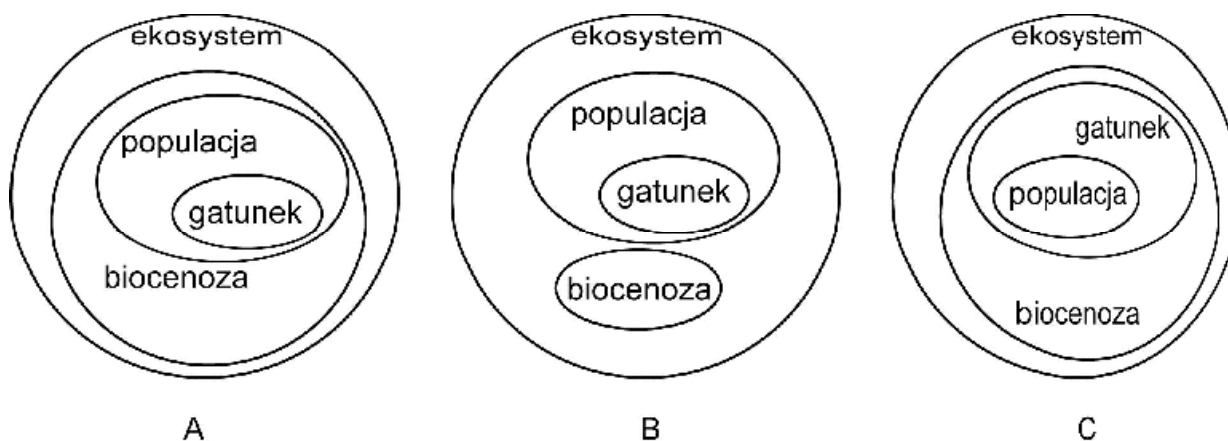 ekosystem
populacja
gatunek
biocenoza
A
ekosystem
populacja
gatunek
biocenoza
B
ekosystem
gatunek
populacja
biocenoza
C